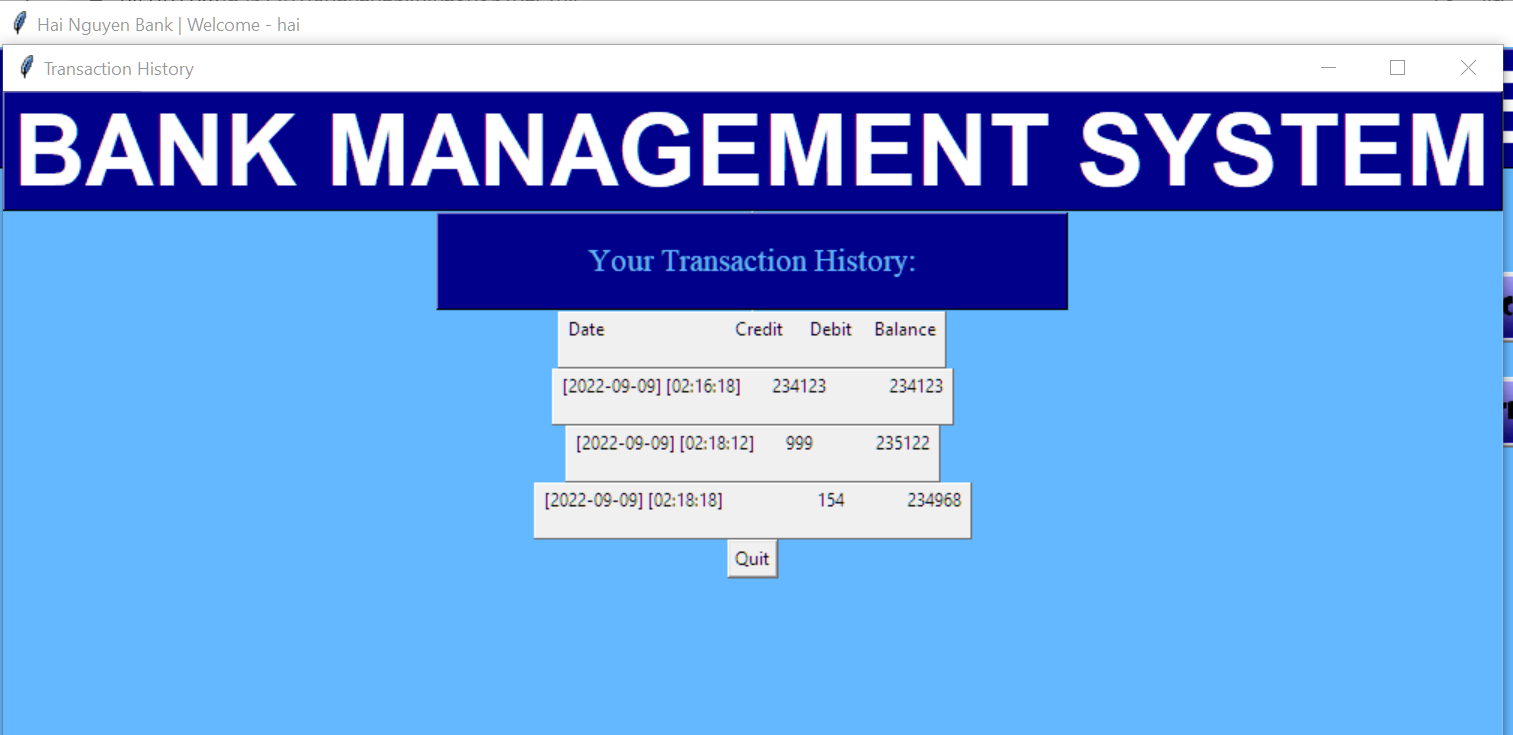 Hai Nguyen Bank | Welcome - hai
Transaction History
BANK MANAGEMENT SYSTEM
Your Transaction History:
Date Credit Debit Balance
[2022-09-09] [02:16:18] 234123 234123
[2022-09-09] [02:18:12] 999 235122
[2022-09-09] [02:18:18] 154 234968
Quit